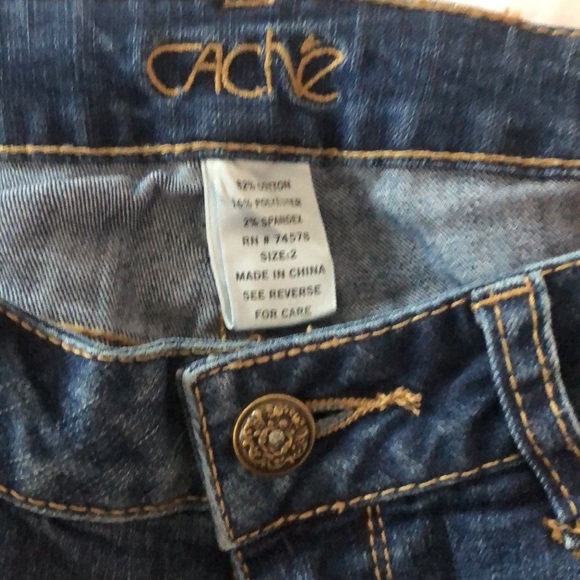 CAChé
82% COTTON
16% POLYESTER
2% SPANDEX
RN # 74578
SIZE:2
MADE IN CHINA
SEE REVERSE
FOR CARE